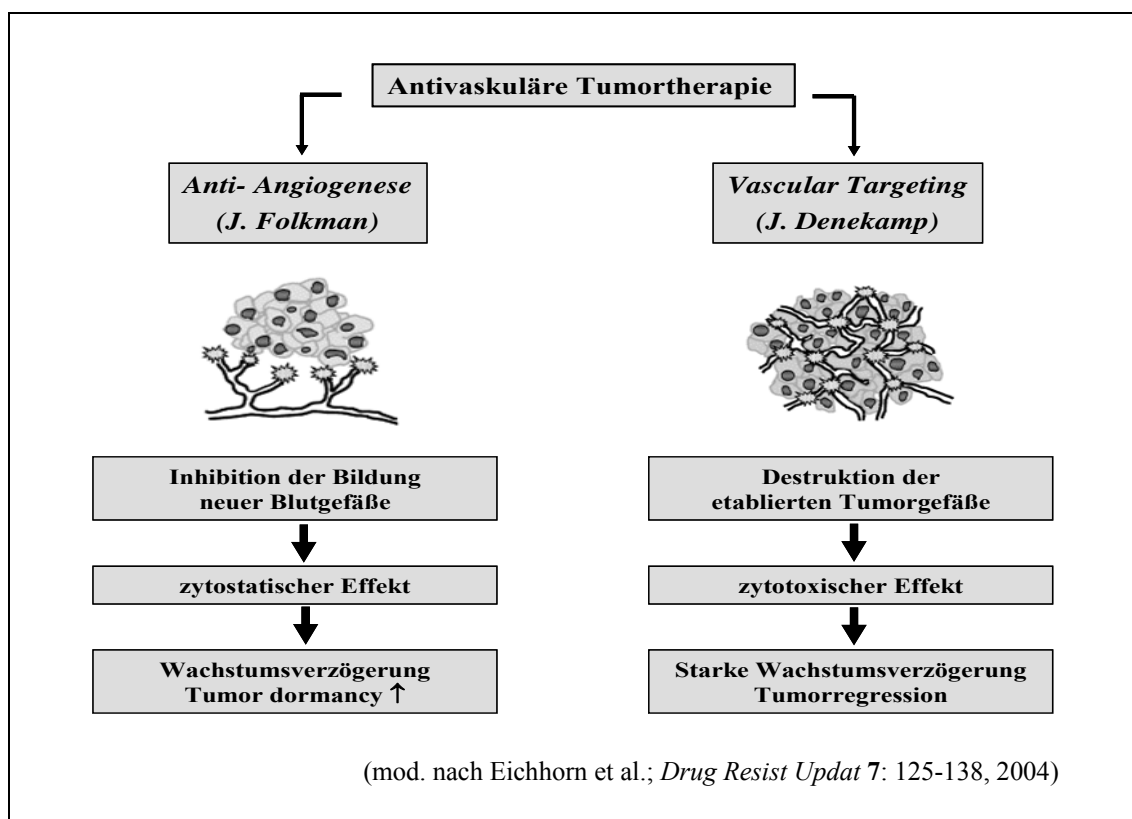 Antivaskuläre Tumortherapie
Anti- Angiogenese
(J. Folkman)
Vascular Targeting
(J. Denekamp)
Inhibition der Bildung
neuer Blutgefäße
Destruktion der
etablierten Tumorgefäße
zytostatischer Effekt
zytotoxischer Effekt
Wachstumsverzögerung
Tumor dormancy ↑
Starke Wachstumsverzögerung
Tumorregression
(mod. nach Eichhorn et al.; Drug Resist Updat 7: 125-138, 2004)